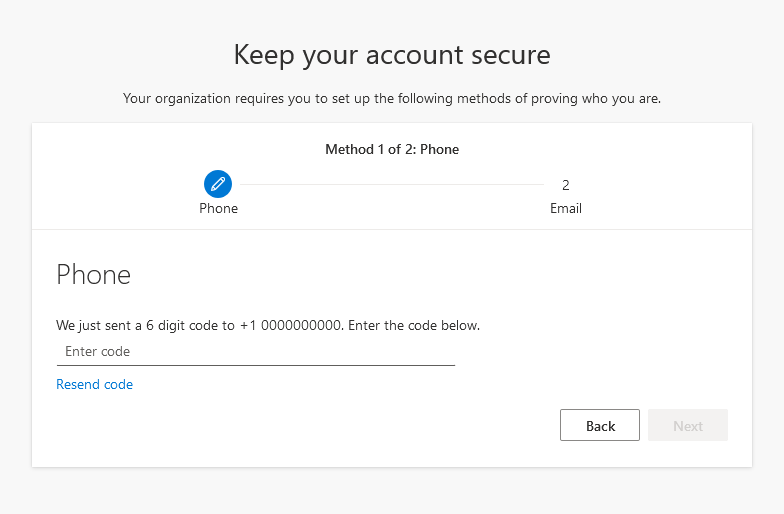 Keep your account secure
Your organization requires you to set up the following methods of proving who you are.
Method 1 of 2: Phone
2
Phone
Email
Phone
We just sent a 6 digit code to +1 0000000000. Enter the code below.
Enter code
Resend code
Back
Next